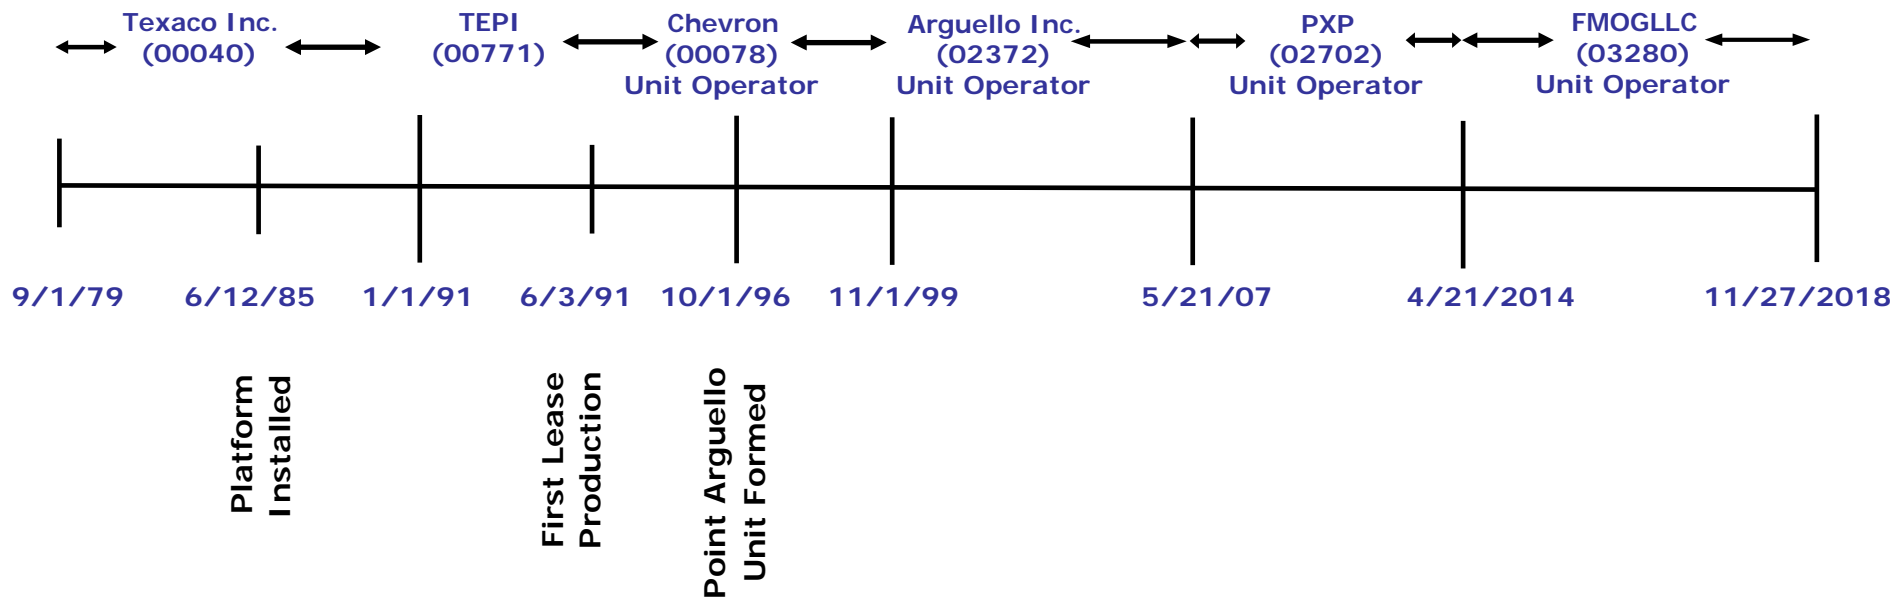 Texaco Inc.
(00040)
TEPI
(00771)
Chevron
(00078)
Unit Operator
Arguello Inc.
(02372)
Unit Operator
PXP
(02702)
Unit Operator
FMOGLLC
(03280)
Unit Operator
9/1/79
6/12/85
1/1/91
6/3/91
10/1/96
11/1/99
5/21/07
4/21/2014
11/27/2018
Platform
Installed
First Lease
Production
Point Arguello
Unit Formed